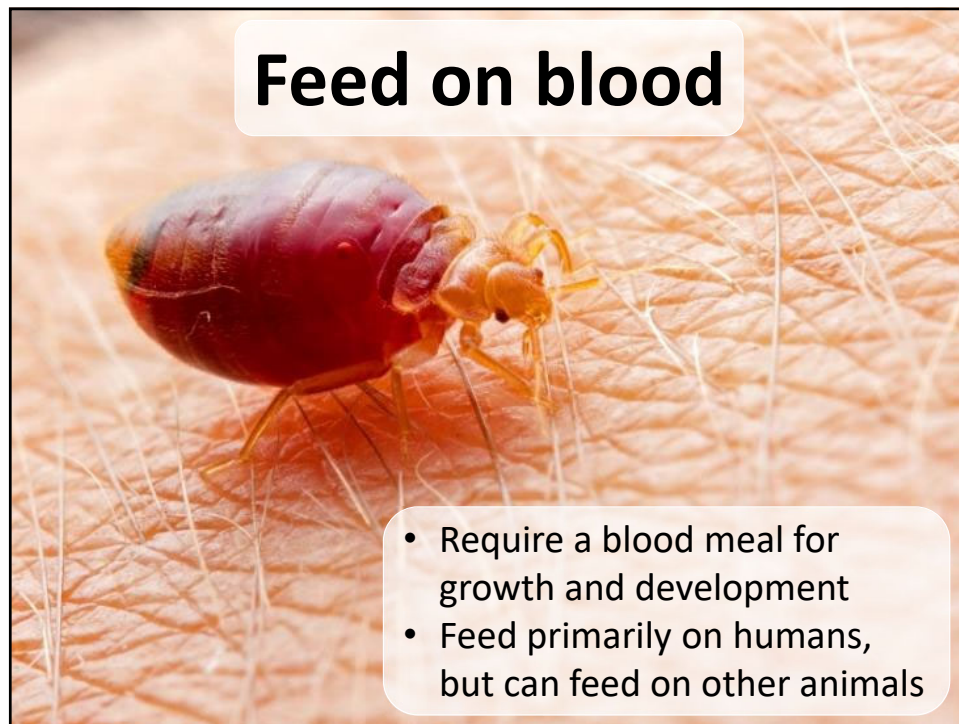 Feed on blood
• Require a blood meal for
growth and development
• Feed primarily on humans,
but can feed on other animals